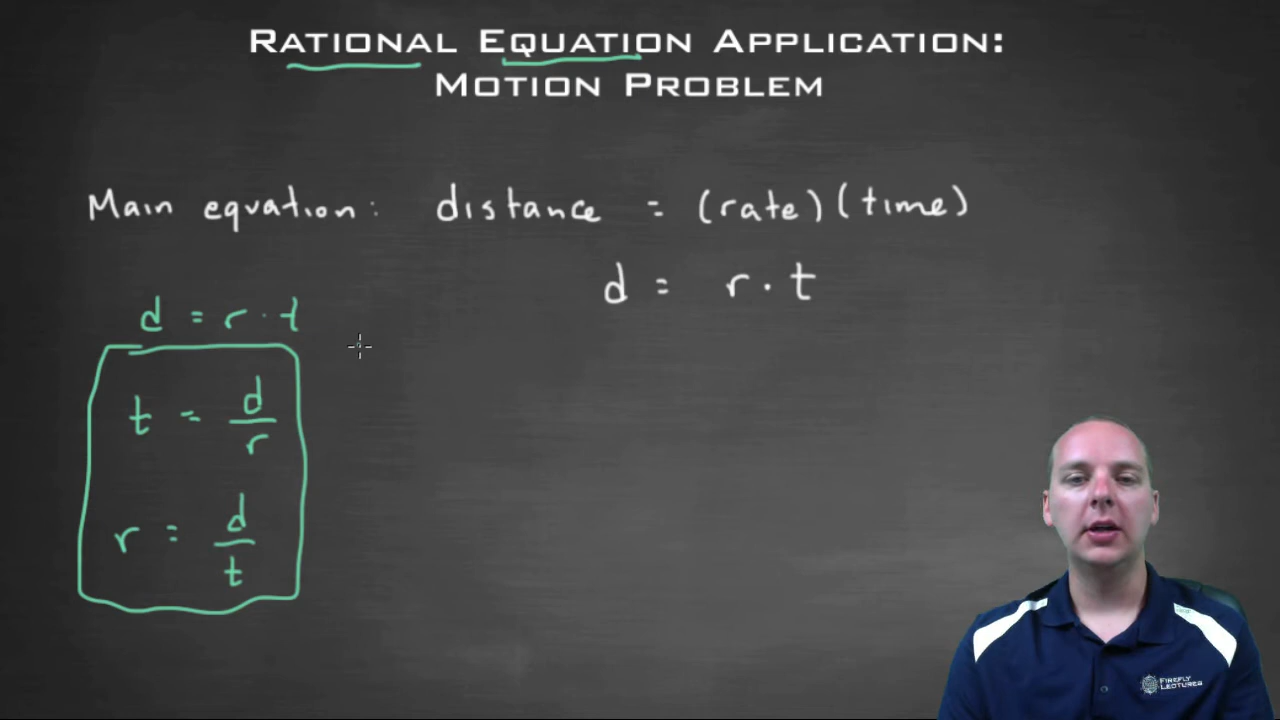 Rational Equation Application:
Motion Problem
Main equation: distance = (rate)(time)
d = r · t
d = r · t
t = d/r
r = d/t
Firefly
Lectures